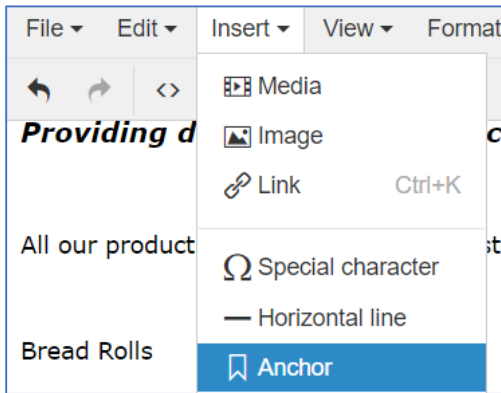 File Edit Insert View Format
Media
Providing d c
Image
Link Ctrl+K
All our product st
Special character
Horizontal line
Bread Rolls
Anchor